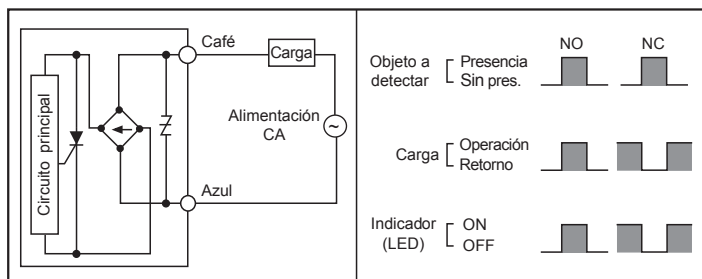 Café
Carga
Circuito principal
Alimentación
CA
~
Azul
NO NC
Objeto a
detectar
Presencia
Sin pres.
Carga
Operación
Retorno
Indicador
(LED)
ON
OFF